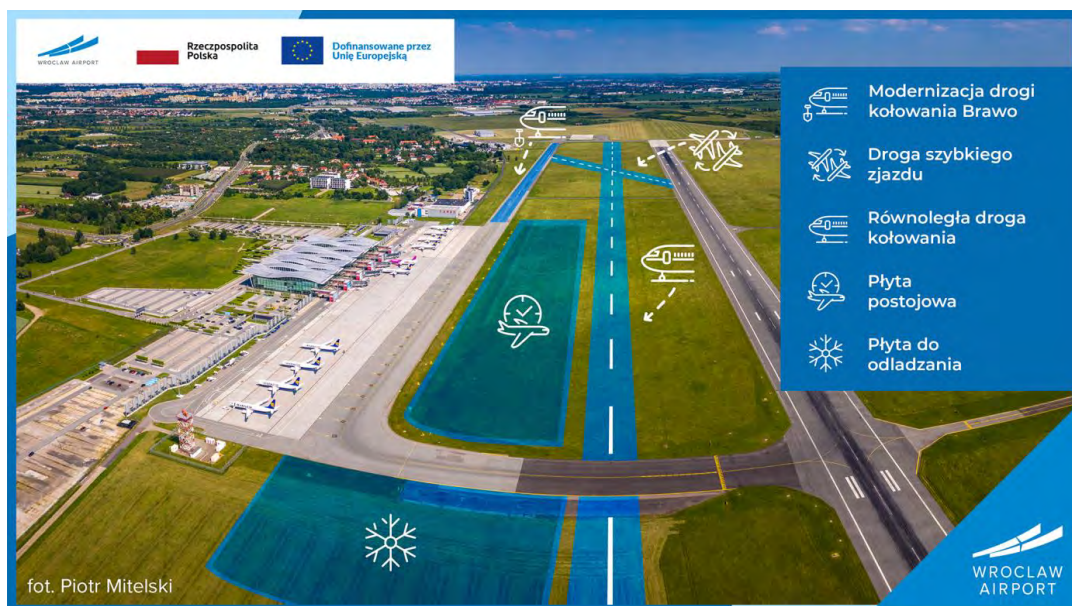 WROCLAW AIRPORT
Rzeczpospolita
Polska
Dofinansowane przez
Unię Europejską
Modernizacja drogi
kołowania Brawo
Droga szybkiego
zjazdu
Równoległa droga
kołowania
Płyta
postojowa
Płyta do
odladzania
fot. Piotr Mitelski
WROCLAW
AIRPORT